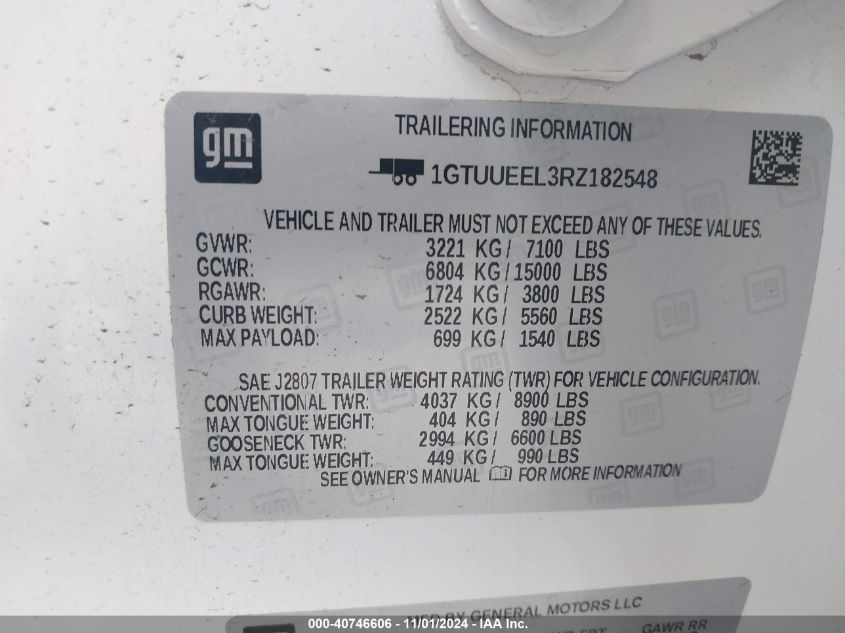 gm
TRAILERING INFORMATION
1GTUUEEL3RZ182548
VEHICLE AND TRAILER MUST NOT EXCEED ANY OF THESE VALUES.
GVWR: 3221 KG/ 7100 LBS
GCWR: 6804 KG/15000 LBS
RGAWR: 1724 KG/ 3800 LBS
CURB WEIGHT: 2522 KG/ 5560 LBS
MAX PAYLOAD: 699 KG/ 1540 LBS
SAE J2807 TRAILER WEIGHT RATING (TWR) FOR VEHICLE CONFIGURATION.
CONVENTIONAL TWR: 4037 KG/ 8900 LBS
MAX TONGUE WEIGHT: 404 KG/ 890 LBS
GOOSENECK TWR: 2994 KG/ 6600 LBS
MAX TONGUE WEIGHT: 449 KG/ 990 LBS
SEE OWNER'S MANUAL FOR MORE INFORMATION
BY GENERAL MOTORS LLC
GAWR RR
000-40746606 - 11/01/2024 - IAA Inc.